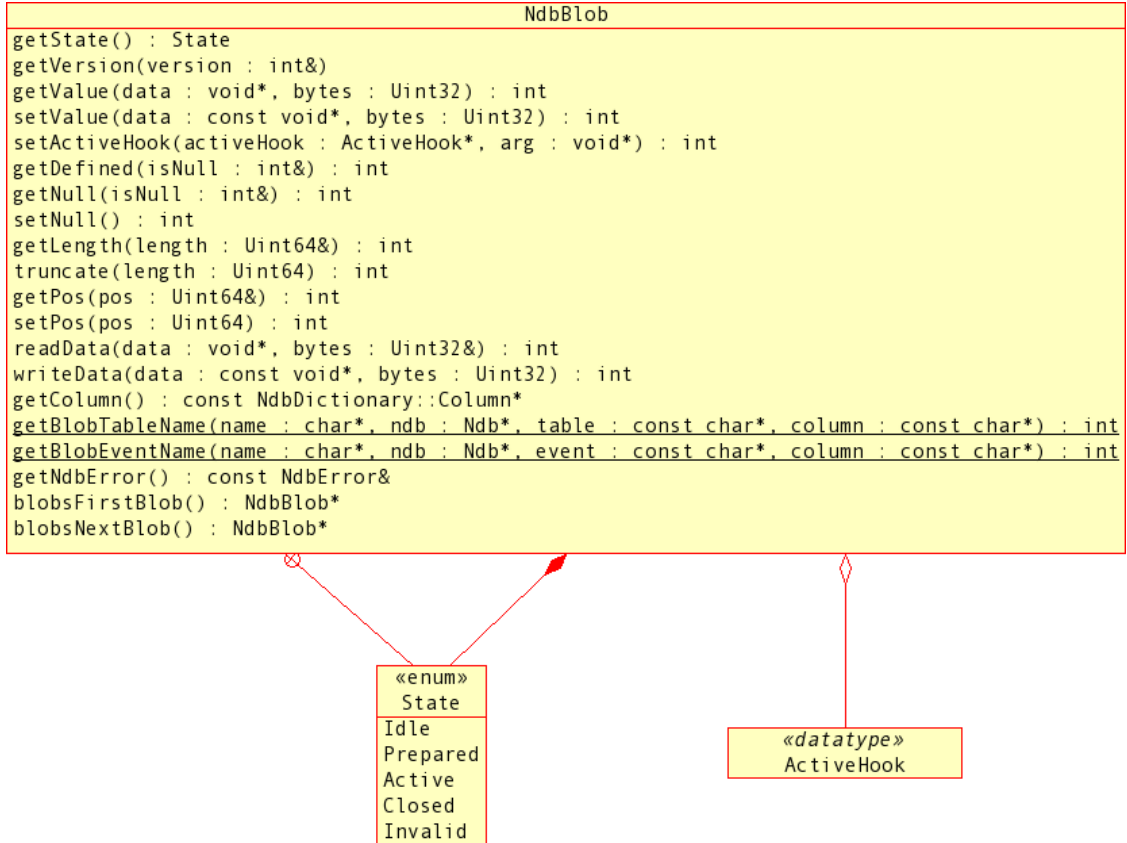 NdbBlob
getState() : State
getVersion(version : int&)
getValue(data : void*, bytes : Uint32) : int
setValue(data : const void*, bytes : Uint32) : int
setActiveHook(activeHook : ActiveHook*, arg : void*) : int
getDefined(isNull : int&) : int
getNull(isNull : int&) : int
setNull() : int
getLength(length : Uint64&) : int
truncate(length : Uint64) : int
getPos(pos : Uint64&) : int
setPos(pos : Uint64) : int
readData(data : void*, bytes : Uint32&) : int
writeData(data : const void*, bytes : Uint32) : int
getColumn() : const NdbDictionary::Column*
getBlobTableName(name : char*, ndb : Ndb*, table : const char*, column : const char*) : int
getBlobEventName(name : char*, ndb : Ndb*, event : const char*, column : const char*) : int
getNdbError() : const NdbError&
blobsFirstBlob() : NdbBlob*
blobsNextBlob() : NdbBlob*
«enum»
State
Idle
Prepared
Active
Closed
Invalid
«datatype»
ActiveHook